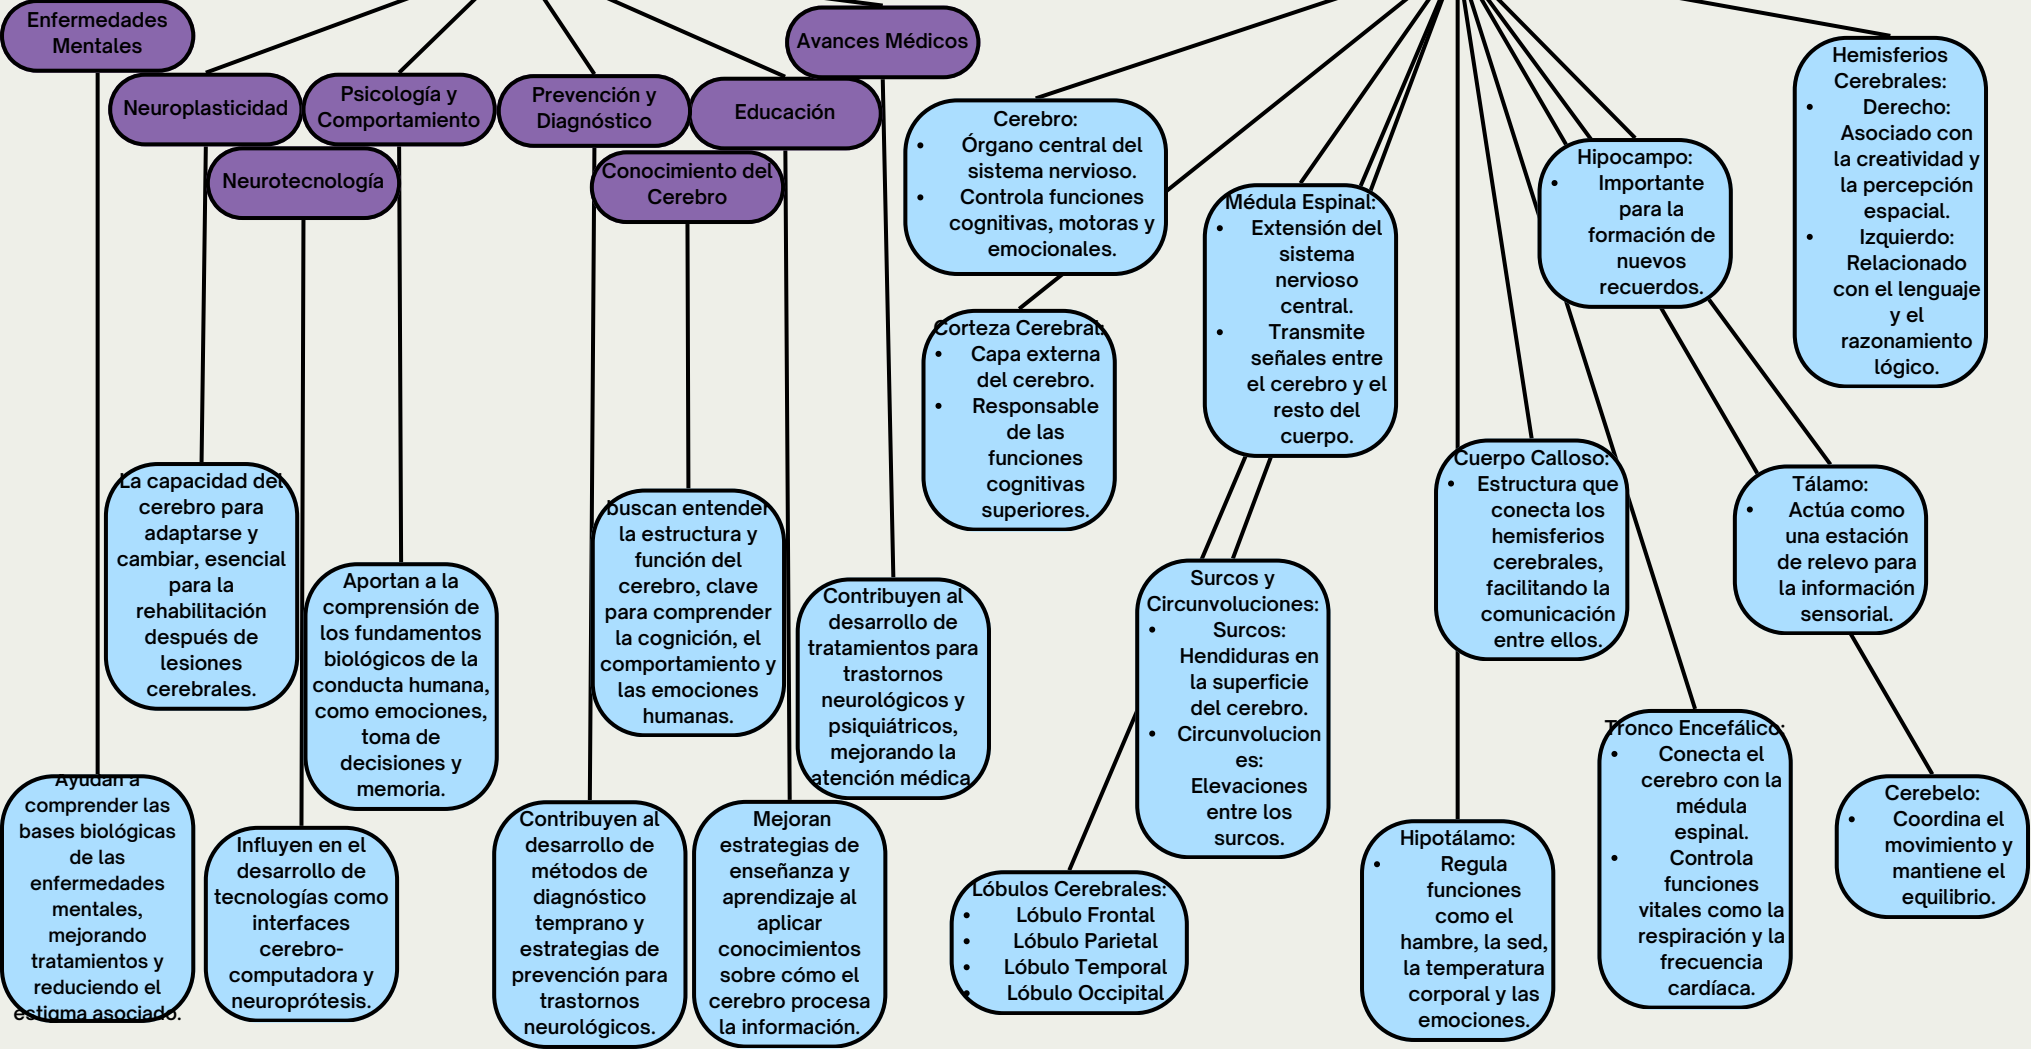 Enfermedades
Mentales
Neuroplasticidad
Psicología y
Comportamiento
Prevención y
Diagnóstico
Educación
Avances Médicos
Neurotecnología
Conocimiento del
Cerebro
La capacidad del
cerebro para
adaptarse y
cambiar, esencial
para la
rehabilitación
después de
lesiones
cerebrales.
Aportan a la
comprensión de
los fundamentos
biológicos de la
conducta humana,
como emociones,
toma de
decisiones y
memoria.
buscan entender
la estructura y
función del
cerebro, clave
para comprender
la cognición, el
comportamiento y
las emociones
humanas.
Contribuyen al
desarrollo de
tratamientos para
trastornos
neurológicos y
psiquiátricos,
mejorando la
atención médica.
Ayudan a
comprender las
bases biológicas
de las
enfermedades
mentales,
mejorando
tratamientos y
reduciendo el
estigma asociado.
Influyen en el
desarrollo de
tecnologías como
interfaces
cerebro-
computadora y
neuroprótesis.
Contribuyen al
desarrollo de
métodos de
diagnóstico
temprano y
estrategias de
prevención para
trastornos
neurológicos.
Mejoran
estrategias de
enseñanza y
aprendizaje al
aplicar
conocimientos
sobre cómo el
cerebro procesa
la información.
Cerebro:
• Órgano central del
sistema nervioso.
• Controla funciones
cognitivas, motoras y
emocionales.
Corteza Cerebral:
• Capa externa
del cerebro.
• Responsable
de las
funciones
cognitivas
superiores.
Médula Espinal:
• Extensión del
sistema
nervioso
central.
• Transmite
señales entre
el cerebro y el
resto del
cuerpo.
Surcos y
Circunvoluciones:
• Surcos:
Hendiduras en
la superficie
del cerebro.
• Circunvolucion
es:
Elevaciones
entre los
surcos.
Lóbulos Cerebrales:
• Lóbulo Frontal
• Lóbulo Parietal
• Lóbulo Temporal
• Lóbulo Occipital
Hipocampo:
• Importante
para la
formación de
nuevos
recuerdos.
Hemisferios
Cerebrales:
• Derecho:
Asociado con
la creatividad y
la percepción
espacial.
• Izquierdo:
Relacionado
con el lenguaje
y el
razonamiento
lógico.
Cuerpo Calloso:
• Estructura que
conecta los
hemisferios
cerebrales,
facilitando la
comunicación
entre ellos.
Tálamo:
• Actúa como
una estación
de relevo para
la información
sensorial.
Hipotálamo:
• Regula
funciones
como el
hambre, la sed,
la temperatura
corporal y las
emociones.
Tronco Encefálico:
• Conecta el
cerebro con la
médula
espinal.
• Controla
funciones
vitales como la
respiración y la
frecuencia
cardíaca.
Cerebelo:
• Coordina el
movimiento y
mantiene el
equilibrio.